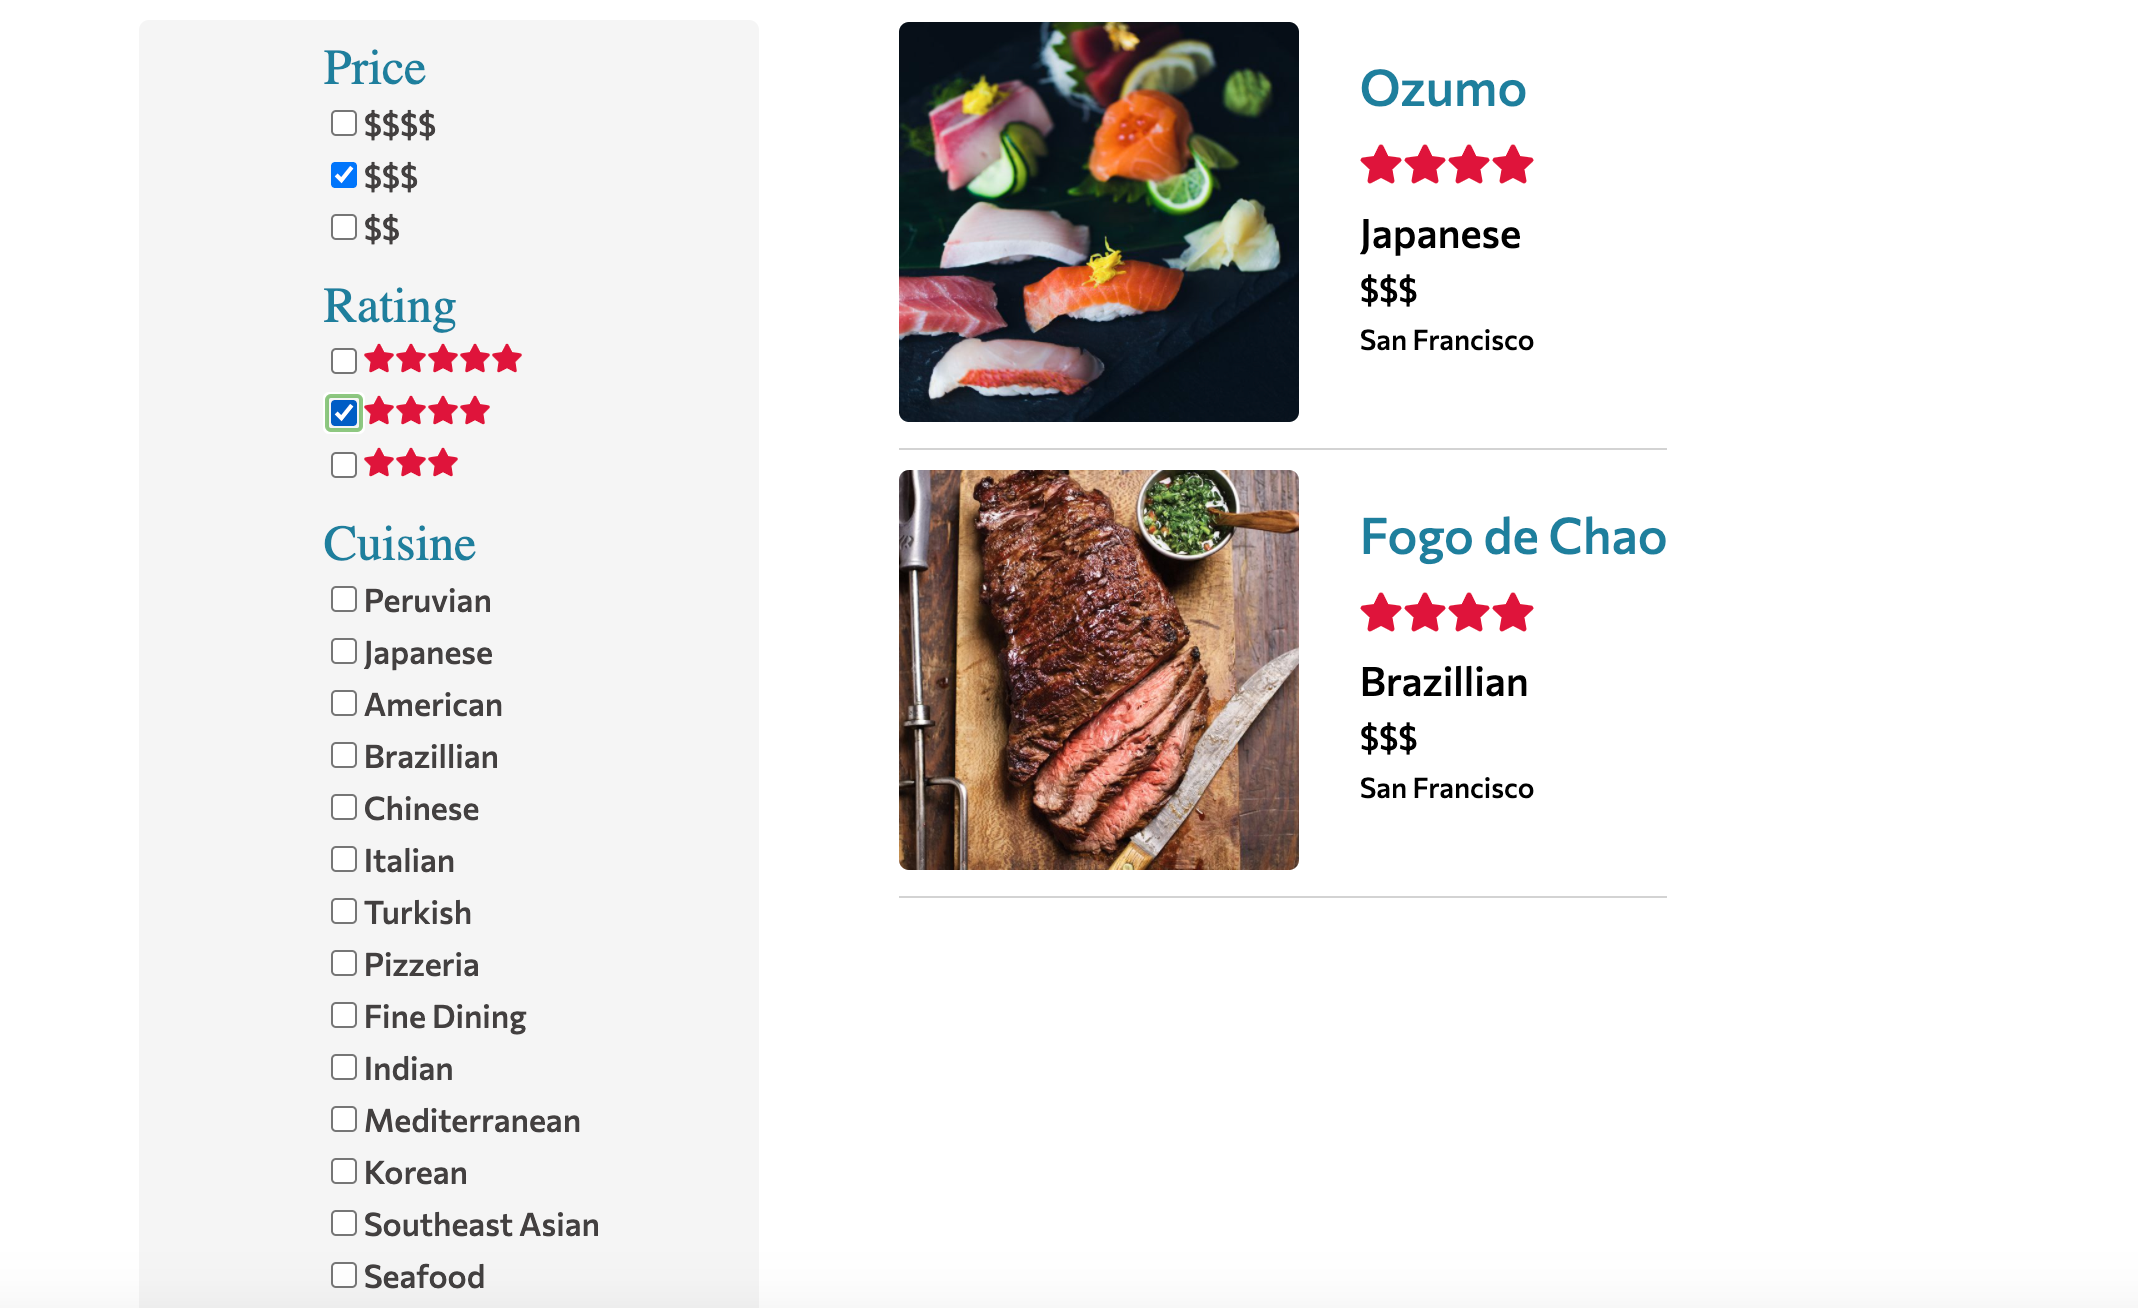 Price
$$$$
$$$
$$
Rating
Cuisine
Peruvian
Japanese
American
Brazillian
Chinese
Italian
Turkish
Pizzeria
Fine Dining
Indian
Mediterranean
Korean
Southeast Asian
Seafood
Ozumo
Japanese
$$$
San Francisco
Fogo de Chao
Brazillian
$$$
San Francisco